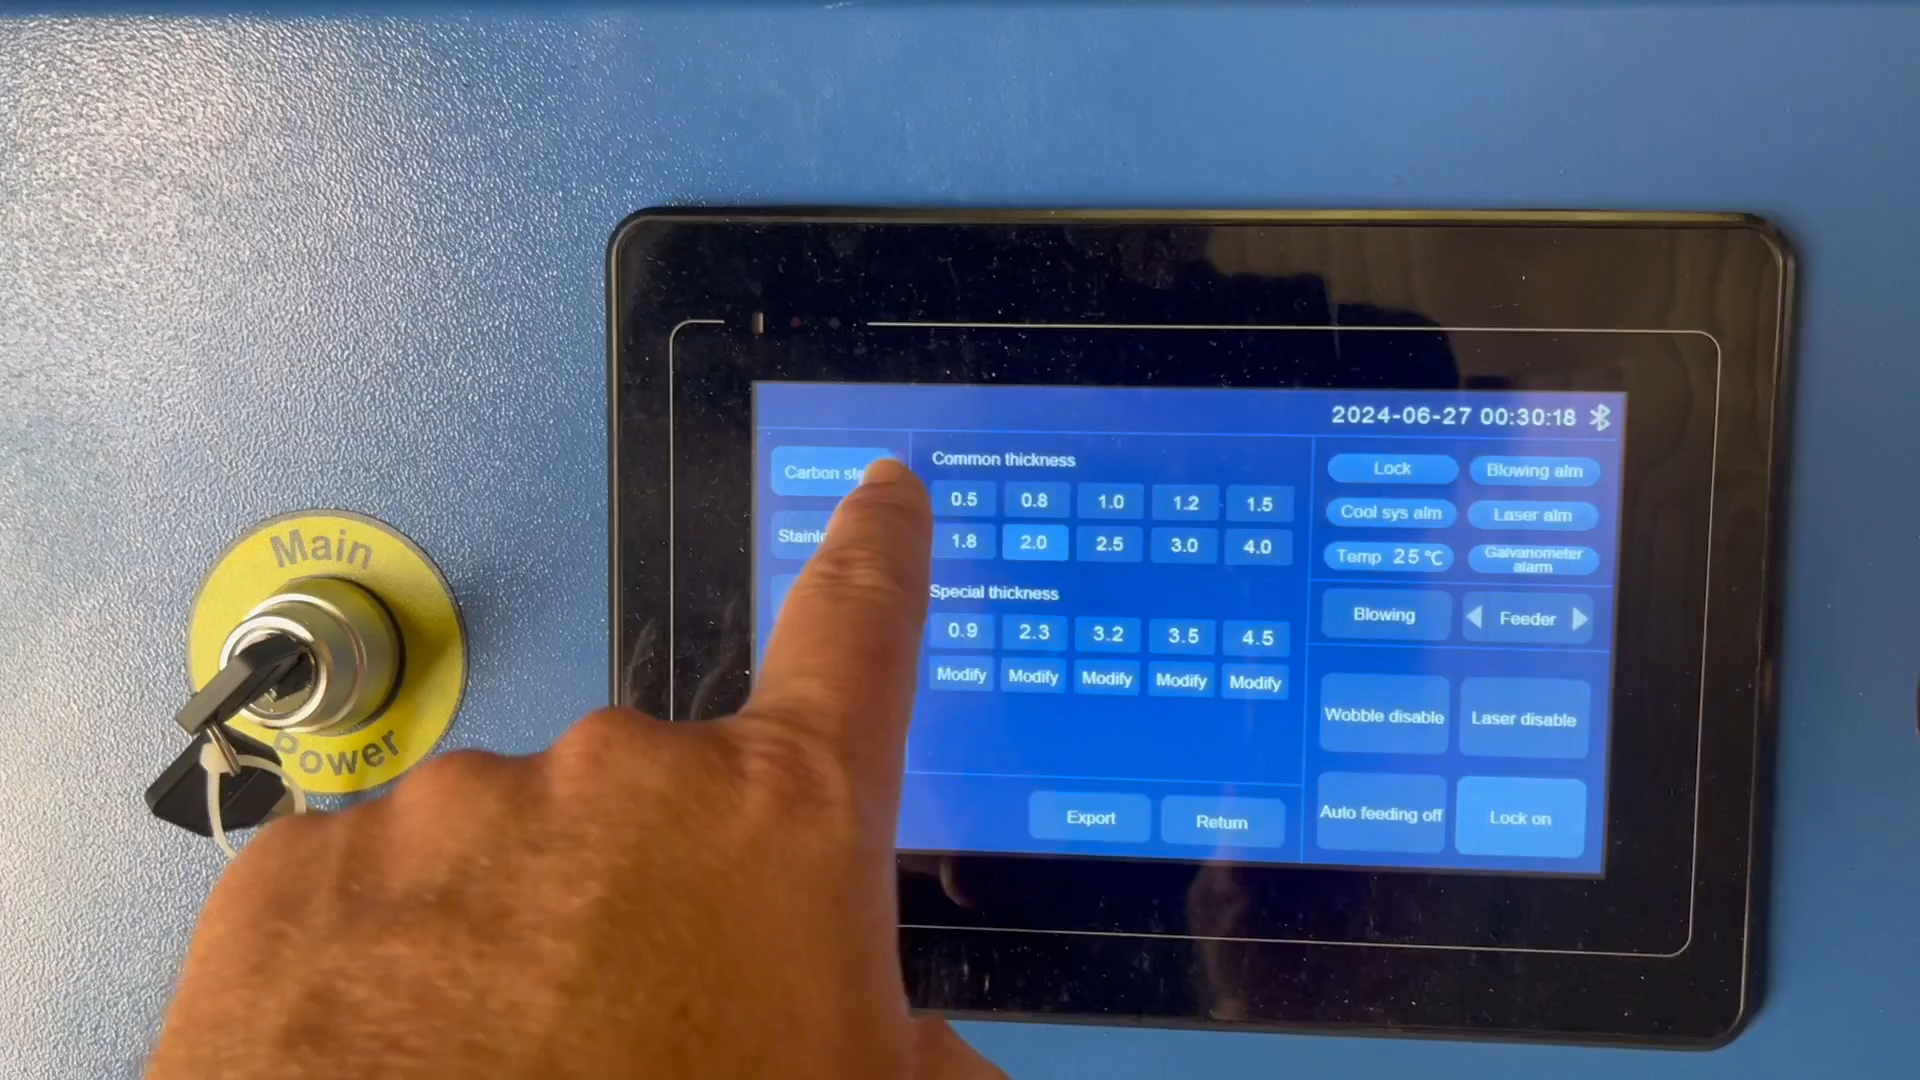 Main
Power
2024-06-27 00:30:18
Carbon
Common thickness
0.5 0.8 1.0 1.2 1.5
1.8 2.0 2.5 3.0 4.0
Special thickness
0.9 2.3 3.2 3.5 4.5
Modify Modify Modify Modify Modify
Export Return
Lock Blowing alm
Cool sys alm Laser alm
Temp 25℃ Galvanometer
alarm
Blowing Feeder
Wobble disable Laser disable
Auto feeding off Lock on